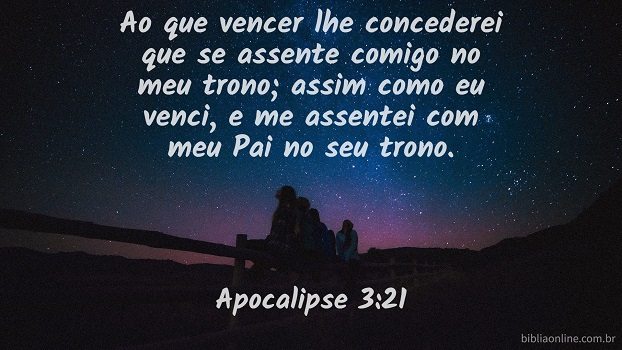 Ao que vencer lhe concederei
que se assente comigo no
meu trono; assim como eu
venci, e me assentei com
meu Pai no seu trono.
Apocalipse 3:21
bibliaonline.com.br